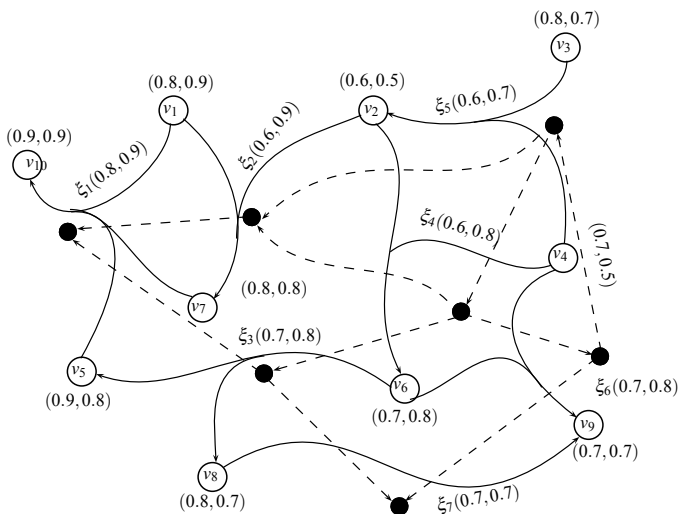 (0.8,0.7)
v3
(0.8,0.9)
(0.6,0.5)
v1
v2
ξ5(0.6,0.7)
(0.9,0.9)
v10
ξ1(0.8,0.9)
ξ2(0.6,0.9)
ξ4(0.6,0.8)
(0.7,0.5)
v4
(0.8,0.8)
v7
ξ3(0.7,0.8)
v5
(0.9,0.8)
v6
(0.7,0.8)
ξ6(0.7,0.8)
v9
(0.7,0.7)
v8
(0.8,0.7)
ξ7(0.7,0.7)